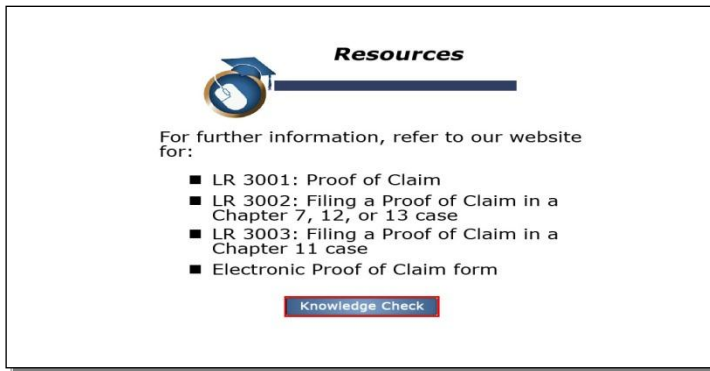 Resources
For further information, refer to our website
for:
■ LR 3001: Proof of Claim
■ LR 3002: Filing a Proof of Claim in a
Chapter 7, 12, or 13 case
■ LR 3003: Filing a Proof of Claim in a
Chapter 11 case
■ Electronic Proof of Claim form
Knowledge Check